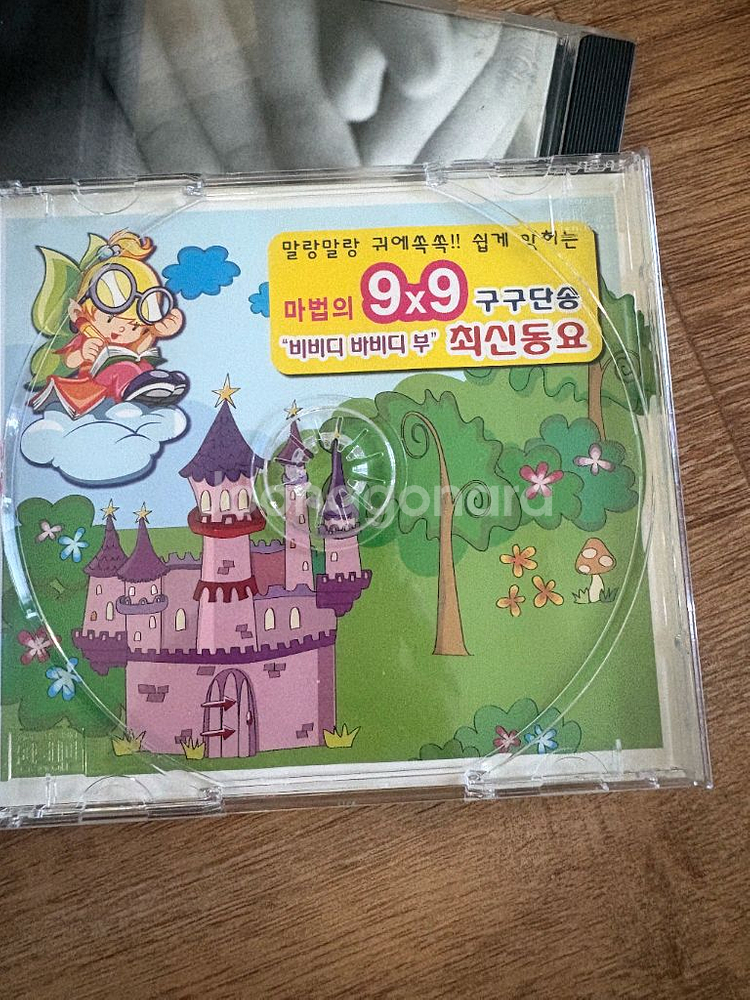 말랑말랑 귀에쏙쏙!! 쉽게 익히는
마법의 9x9 구구단송
"비비디 바비디 부" 최신동요